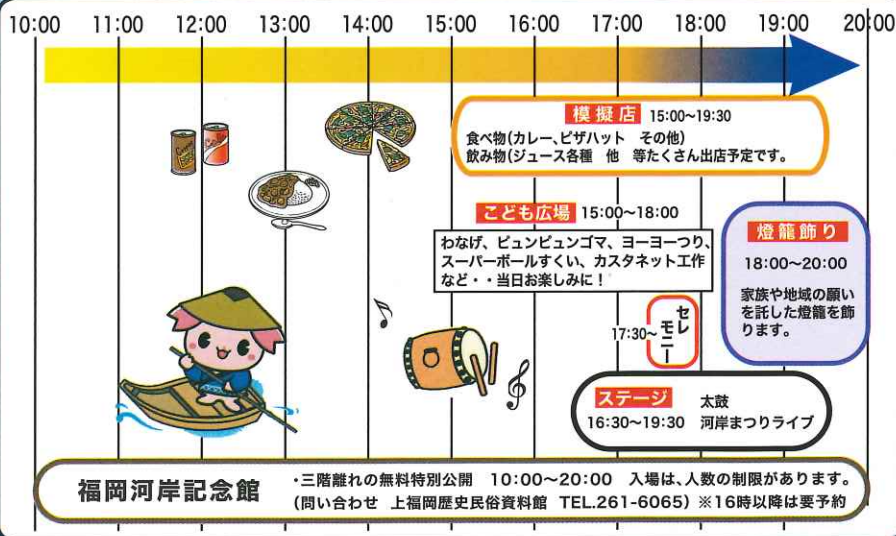 10:00 11:00 12:00 13:00 14:00 15:00 16:00 17:00 18:00 19:00 20:00
模擬店 15:00~19:30
食べ物(カレー、ピザハット その他)
飲み物(ジュース各種 他 等たくさん出店予定です。
こども広場 15:00~18:00
わなげ、ピュンピュンゴマ、ヨーヨーつり、
スーパーボールすくい、カスタネット工作
など・・当日お楽しみに!
燈籠飾り
18:00~20:00
家族や地域の願い
を託した燈籠を飾
ります。
17:30~
セレ
モニー
ステージ 太鼓
16:30~19:30 河岸まつりライブ
福岡河岸記念館
・三階離れの無料特別公開 10:00~20:00 入場は、人数の制限があります。
(問い合わせ 上福岡歴史民俗資料館 TEL.261-6065)※16時以降は要予約